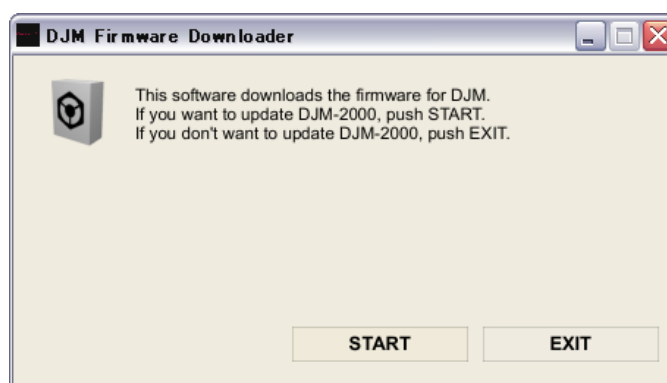 DJM Firmware Downloader
This software downloads the firmware for DJM.
If you want to update DJM-2000, push START.
If you don't want to update DJM-2000, push EXIT.
START
EXIT